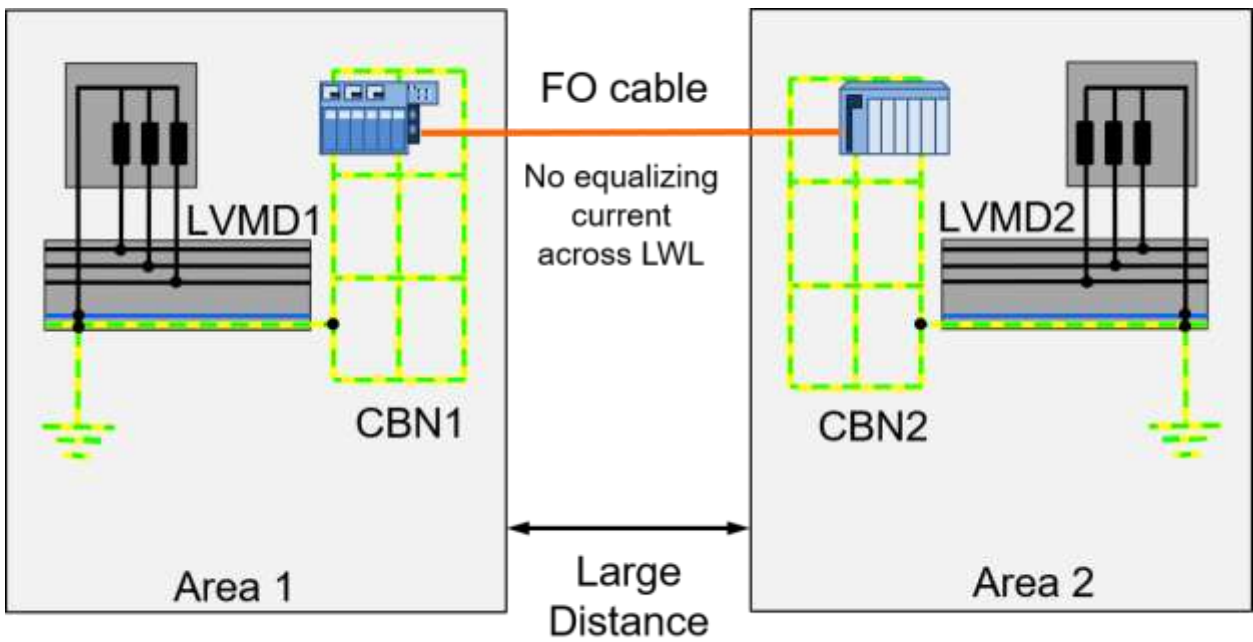 FO cable
No equalizing
current
across LWL
LVMD1
LVMD2
CBN1
CBN2
Area 1
Large
Distance
Area 2